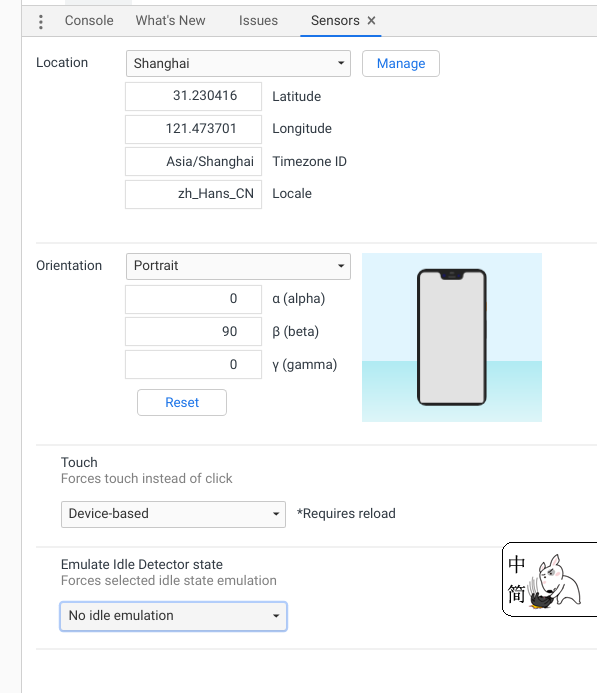 Console What's New Issues Sensors ×
Location Shanghai Manage
31.230416 Latitude
121.473701 Longitude
Asia/Shanghai Timezone ID
zh_Hans_CN Locale
Orientation Portrait
0 α (alpha)
90 β (beta)
0 γ (gamma)
Reset
Touch
Forces touch instead of click
Device-based *Requires reload
Emulate Idle Detector state
Forces selected idle state emulation
No idle emulation
中
简